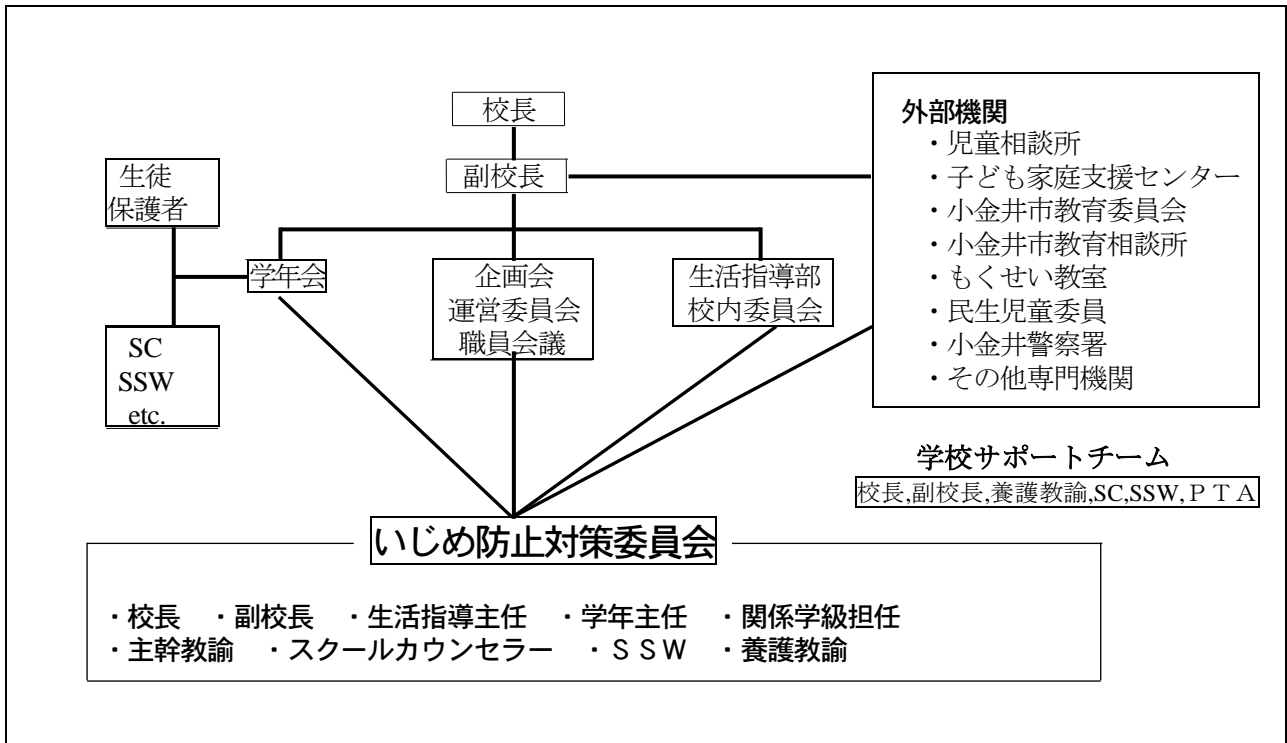 校長
副校長
生徒
保護者
学年会
企画会
運営委員会
職員会議
生活指導部
校内委員会
SC
SSW
etc.
外部機関
・児童相談所
・子ども家庭支援センター
・小金井市教育委員会
・小金井市教育相談所
・もくせい教室
・民生児童委員
・小金井警察署
・その他専門機関
学校サポートチーム
校長,副校長,養護教諭,SC,SSW,ＰＴＡ
いじめ防止対策委員会
・校長 ・副校長 ・生活指導主任 ・学年主任 ・関係学級担任
・主幹教諭 ・スクールカウンセラー ・ＳＳＷ ・養護教諭